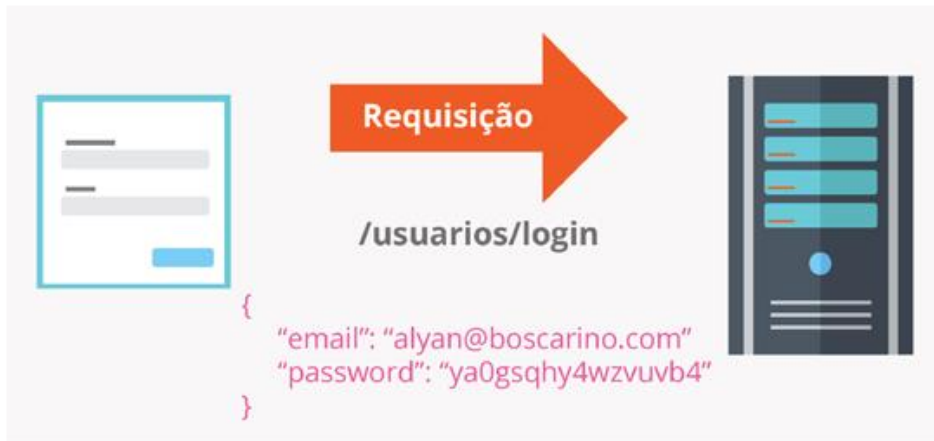 Requisição
/usuarios/login
{
“email”: “alyan@boscarino.com”
“password”: “ya0gsqhy4wzvuvb4”
}